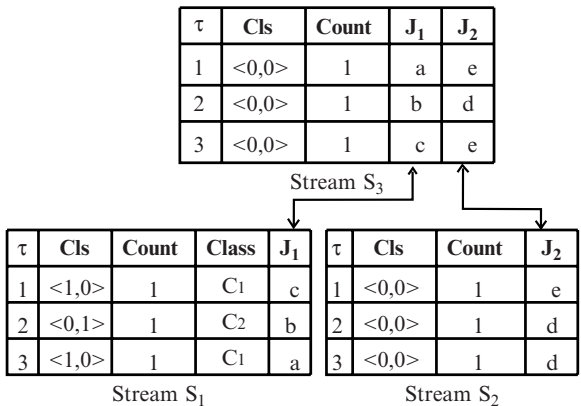 τ Cls Count J1 J2
1 <0,0> 1 a e
2 <0,0> 1 b d
3 <0,0> 1 c e
Stream S3
τ Cls Count Class J1
1 <1,0> 1 C1 c
2 <0,1> 1 C2 b
3 <1,0> 1 C1 a
Stream S1
τ Cls Count J2
1 <0,0> 1 e
2 <0,0> 1 d
3 <0,0> 1 d
Stream S2